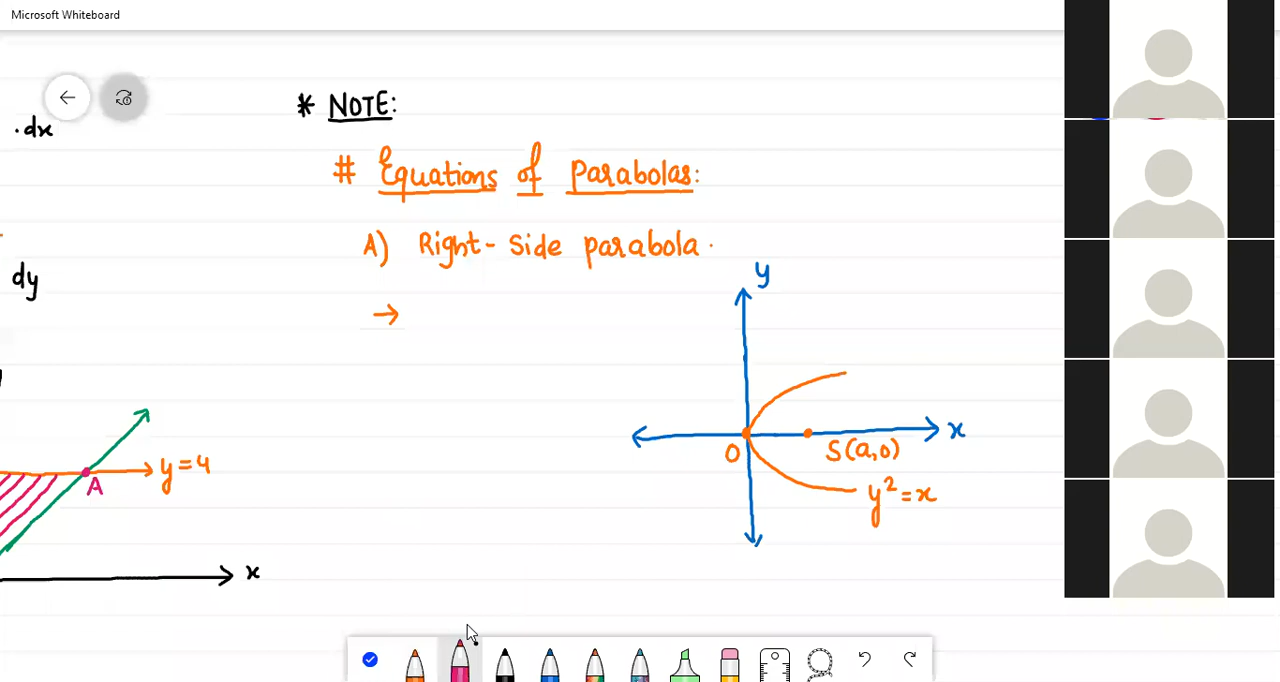 Microsoft Whiteboard
.dx
* NOTE:
# Equations of Parabolas:
A) Right-Side parabola.
dy
→
y
x
O
S(a,0)
y²=x
y=4
A
x